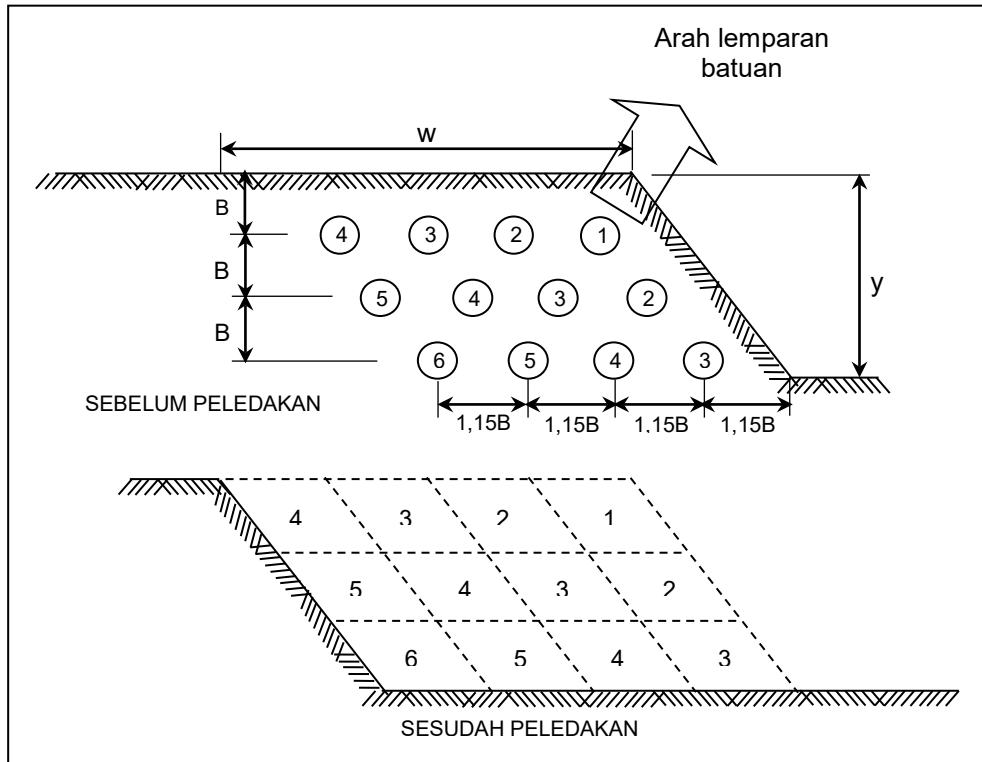 Arah lemparan
batuan
w
B
4 3 2 1
B
5 4 3 2
y
B
6 5 4 3
SEBELUM PELEDAKAN
1,15B 1,15B 1,15B 1,15B
4 3 2 1
5 4 3 2
6 5 4 3
SESUDAH PELEDAKAN